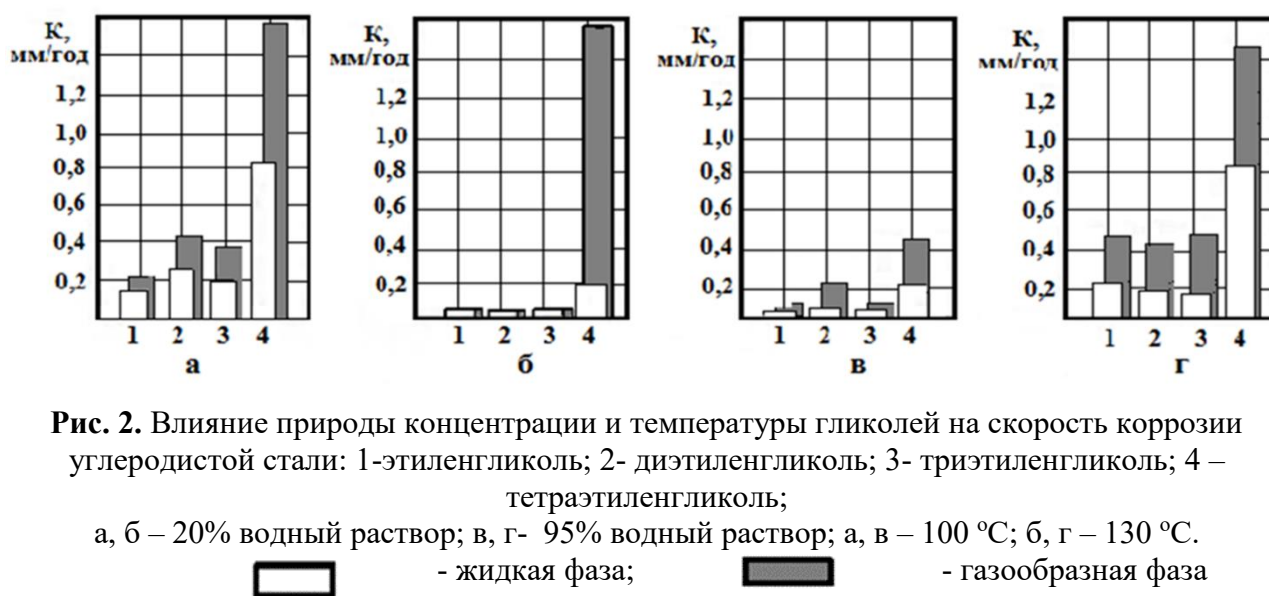 К,
мм/год
1,2
1,0
0,8
0,6
0,4
0,2
1 2 3 4
а
К,
мм/год
1,2
1,0
0,8
0,6
0,4
0,2
1 2 3 4
б
К,
мм/год
1,2
1,0
0,8
0,6
0,4
0,2
1 2 3 4
в
К,
мм/год
1,2
1,0
0,8
0,6
0,4
0,2
1 2 3 4
г
Рис. 2. Влияние природы концентрации и температуры гликолей на скорость коррозии
углеродистой стали: 1-этиленгликоль; 2- диэтиленгликоль; 3- триэтиленгликоль; 4 –
тетраэтиленгликоль;
а, б – 20% водный раствор; в, г- 95% водный раствор; а, в – 100 ºС; б, г – 130 ºС.
- жидкая фаза; - газообразная фаза